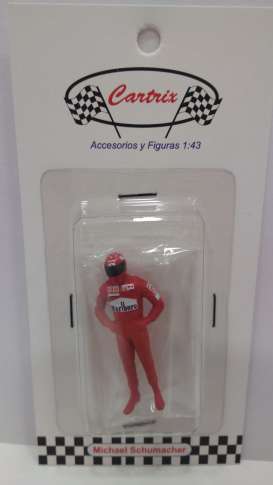 Cartrix
Accesorios y Figuras 1:43
Marlboro
Michael Schumacher